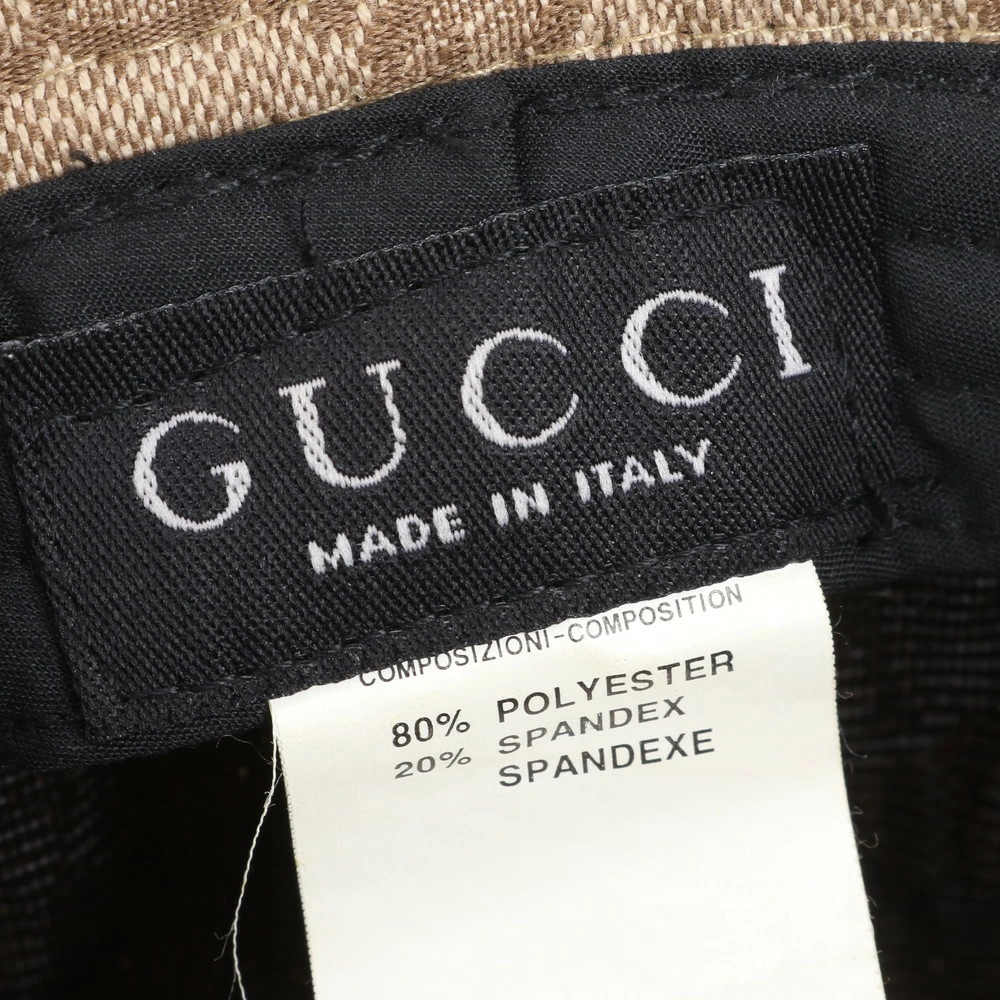 GUCCI
MADE IN ITALY
COMPOSIZIONI-COMPOSITION
80% POLYESTER
20% SPANDEX
SPANDEXE